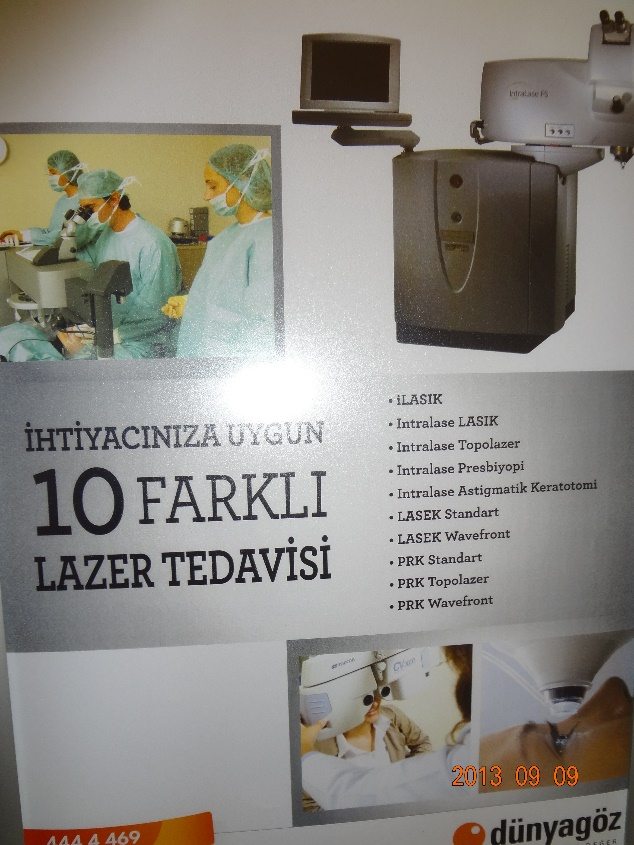 IntraLase FS
İHTİYACINIZA UYGUN
10 FARKLI
LAZER TEDAVİSİ
• iLASIK
• Intralase LASIK
• Intralase Topolazer
• Intralase Presbiyopi
• Intralase Astigmatik Keratotomi
• LASEK Standart
• LASEK Wavefront
• PRK Standart
• PRK Topolazer
• PRK Wavefront
2013 09 09
444 4 469
dünyagöz